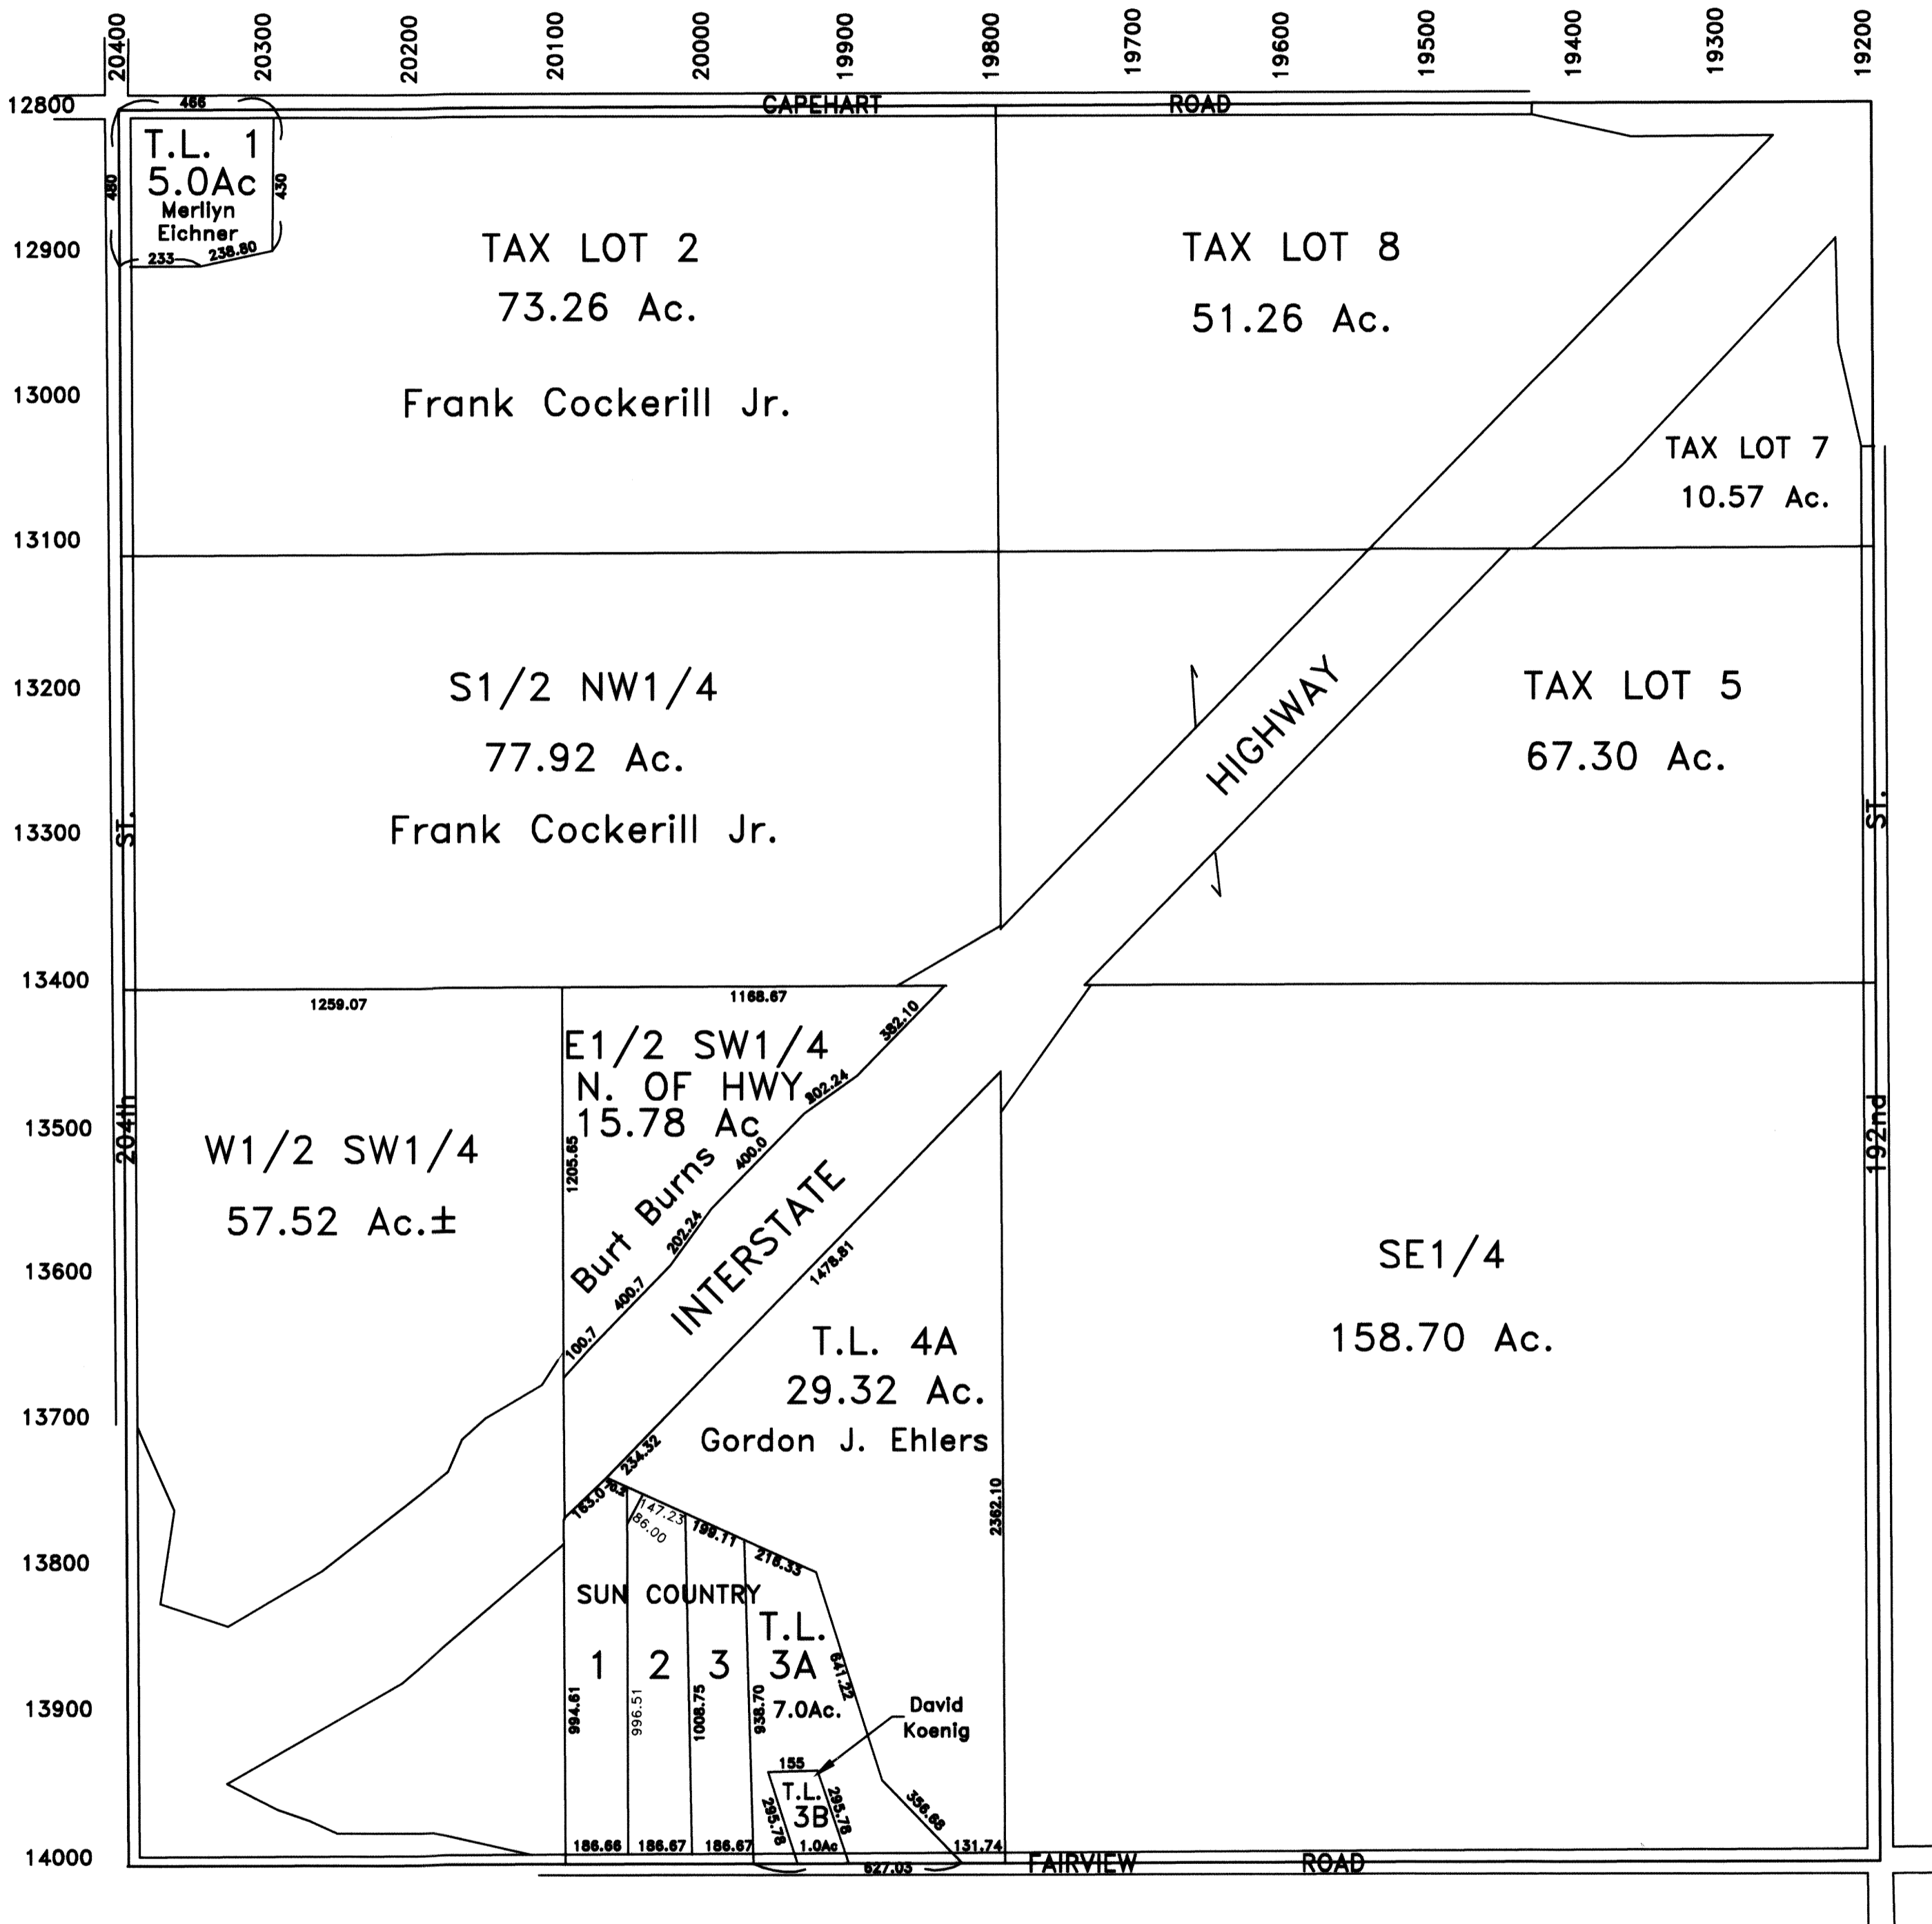 20400 20300 20200 20100 20000 19900 19800 19700 19600 19500 19400 19300 19200
12800
12900
13000
13100
13200
13300
13400
13500
13600
13700
13800
13900
14000
CAPEHART ROAD
466
T.L. 1
5.0Ac
Merllyn
Eichner
480
430
233
238.80
TAX LOT 2
73.26 Ac.
Frank Cockerill Jr.
TAX LOT 8
51.26 Ac.
TAX LOT 7
10.57 Ac.
S1/2 NW1/4
77.92 Ac.
Frank Cockerill Jr.
HIGHWAY
TAX LOT 5
67.30 Ac.
204th ST.
192nd ST.
1259.07
1168.67
382.10
E1/2 SW1/4
N. OF HWY
15.78 Ac
Burt Burns
202.24
400.0
202.24
400.7
100.7
1205.65
W1/2 SW1/4
57.52 Ac.±
INTERSTATE
1478.81
SE1/4
158.70 Ac.
T.L. 4A
29.32 Ac.
Gordon J. Ehlers
234.32
163.0
147.23
86.00
199.11
216.33
2362.10
SUN COUNTRY
1
2
3
T.L.
3A
7.0Ac.
641.22
994.61
996.51
1008.75
938.70
David
Koenig
155
T.L.
3B
1.0Ac
295.78
295.78
356.68
186.66
186.67
186.67
131.74
627.03
FAIRVIEW ROAD